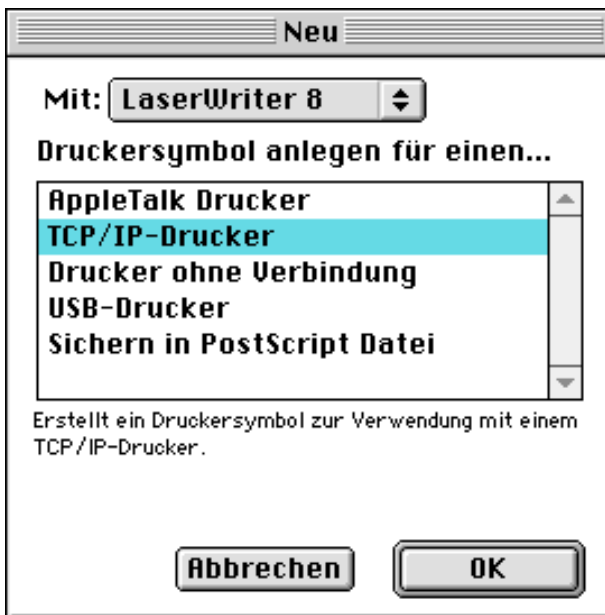 Neu
Mit: LaserWriter 8
Druckersymbol anlegen für einen...
AppleTalk Drucker
TCP/IP-Drucker
Drucker ohne Verbindung
USB-Drucker
Sichern in PostScript Datei
Erstellt ein Druckersymbol zur Verwendung mit einem
TCP/IP-Drucker.
Abbrechen OK